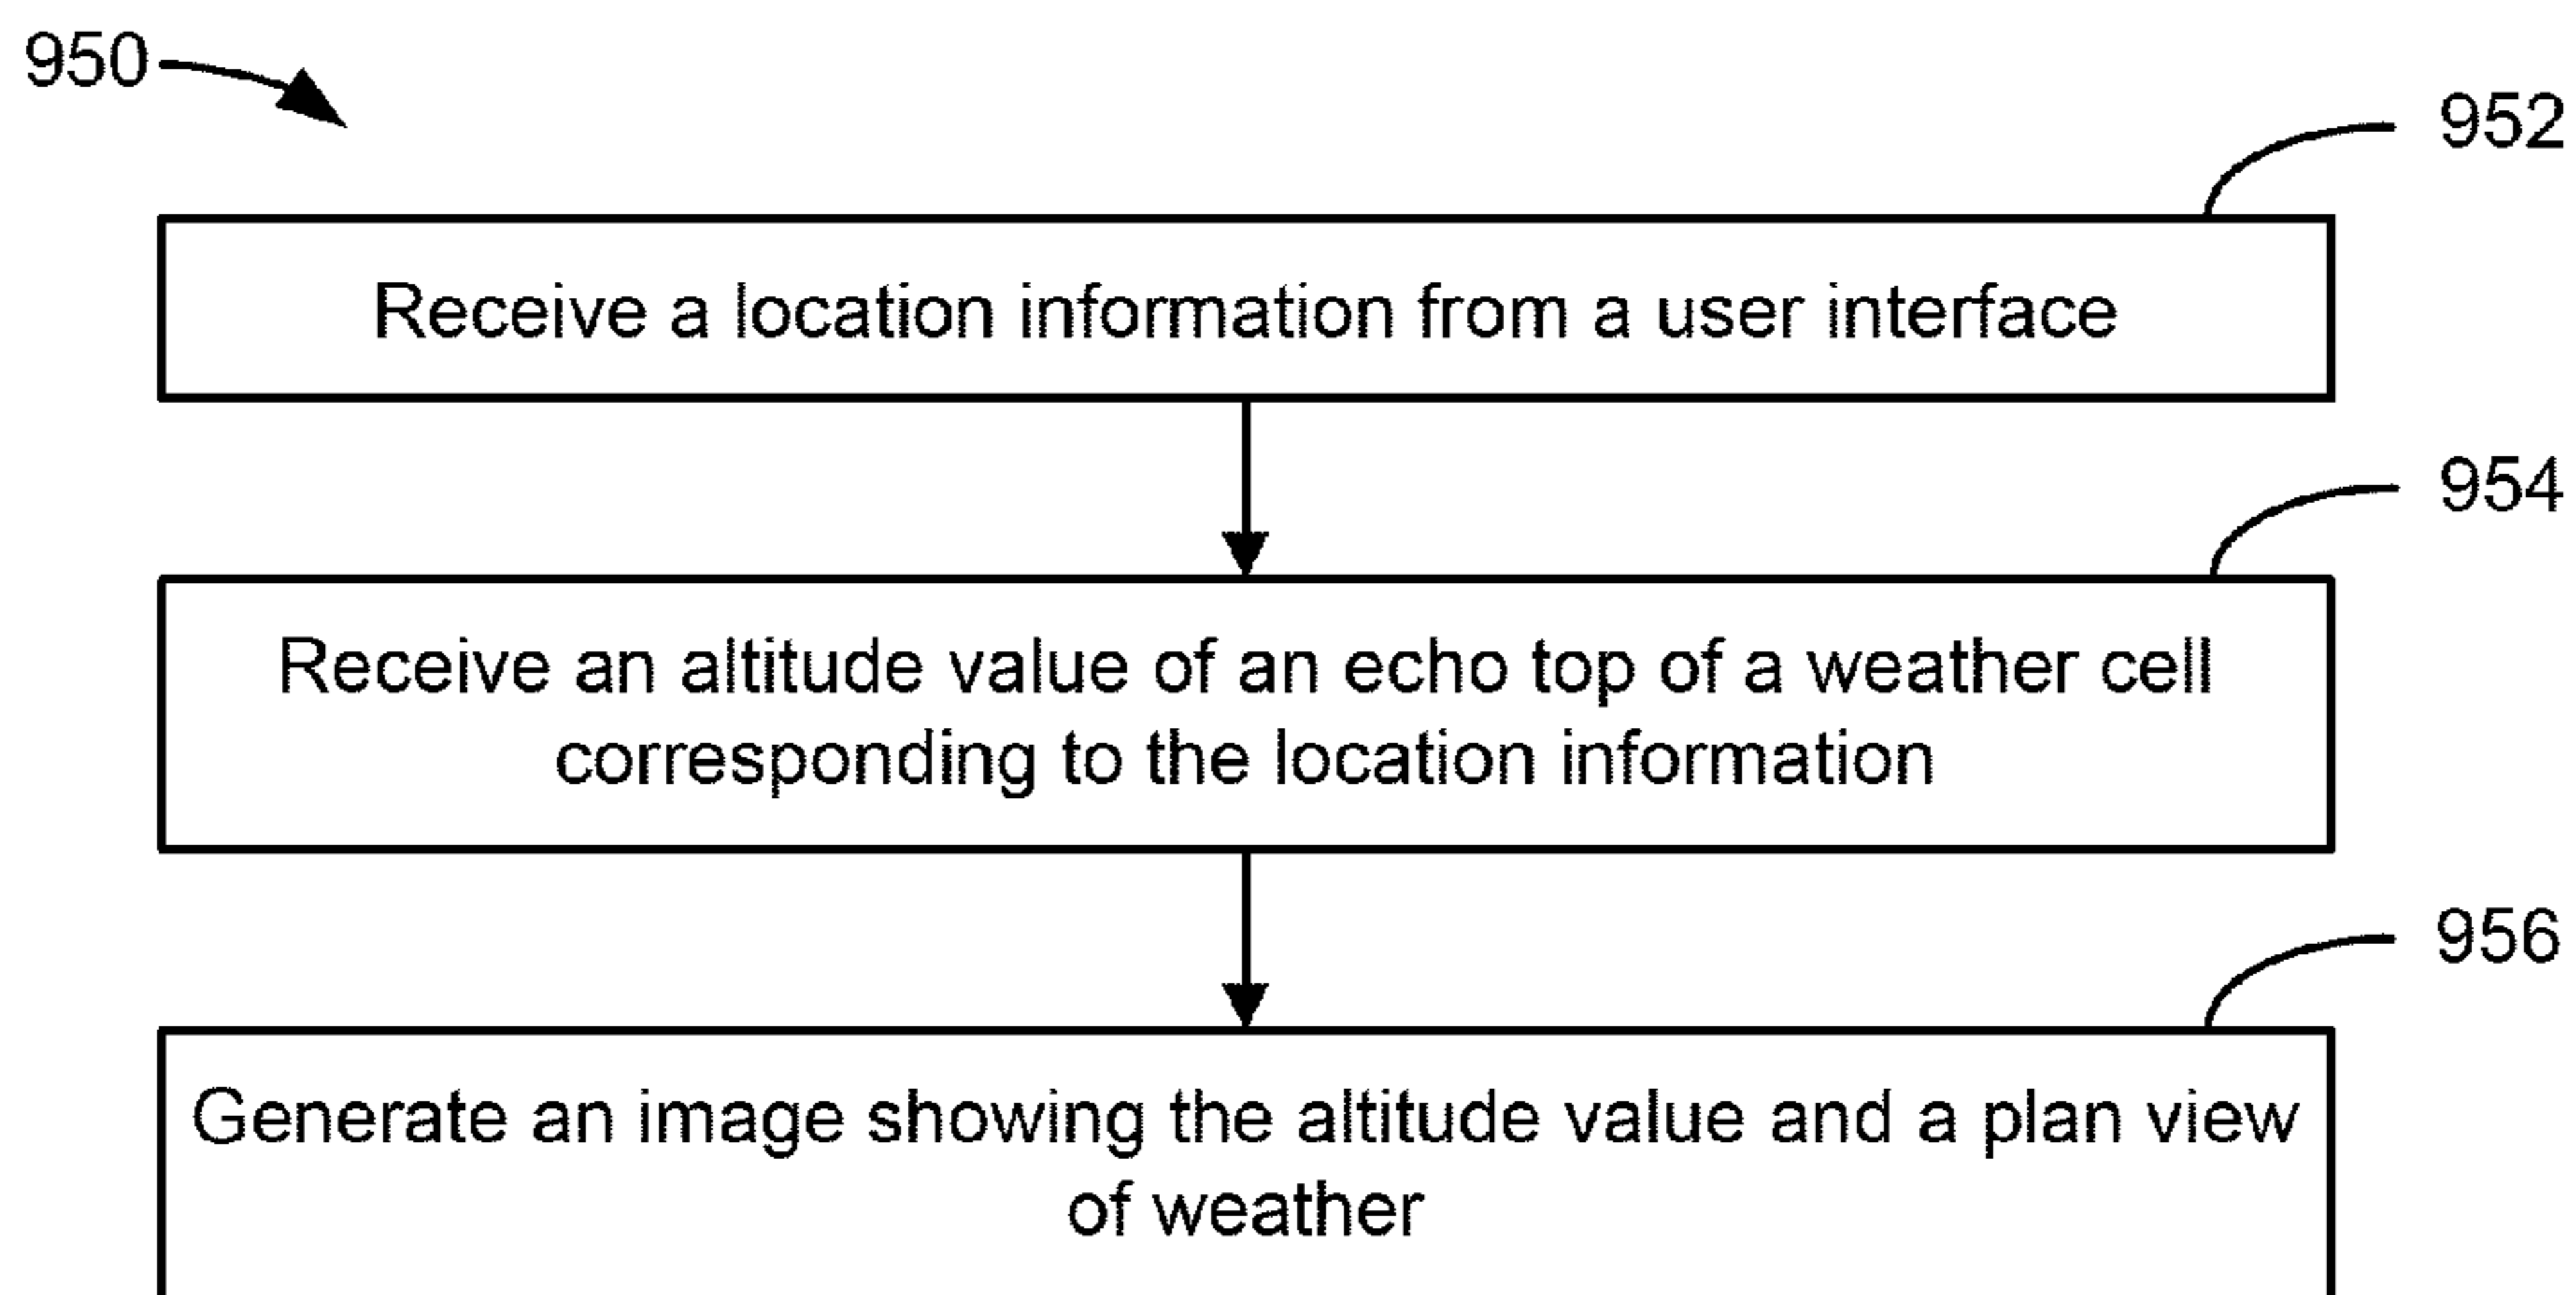 950
952
Receive a location information from a user interface
954
Receive an altitude value of an echo top of a weather cell
corresponding to the location information
956
Generate an image showing the altitude value and a plan view
of weather